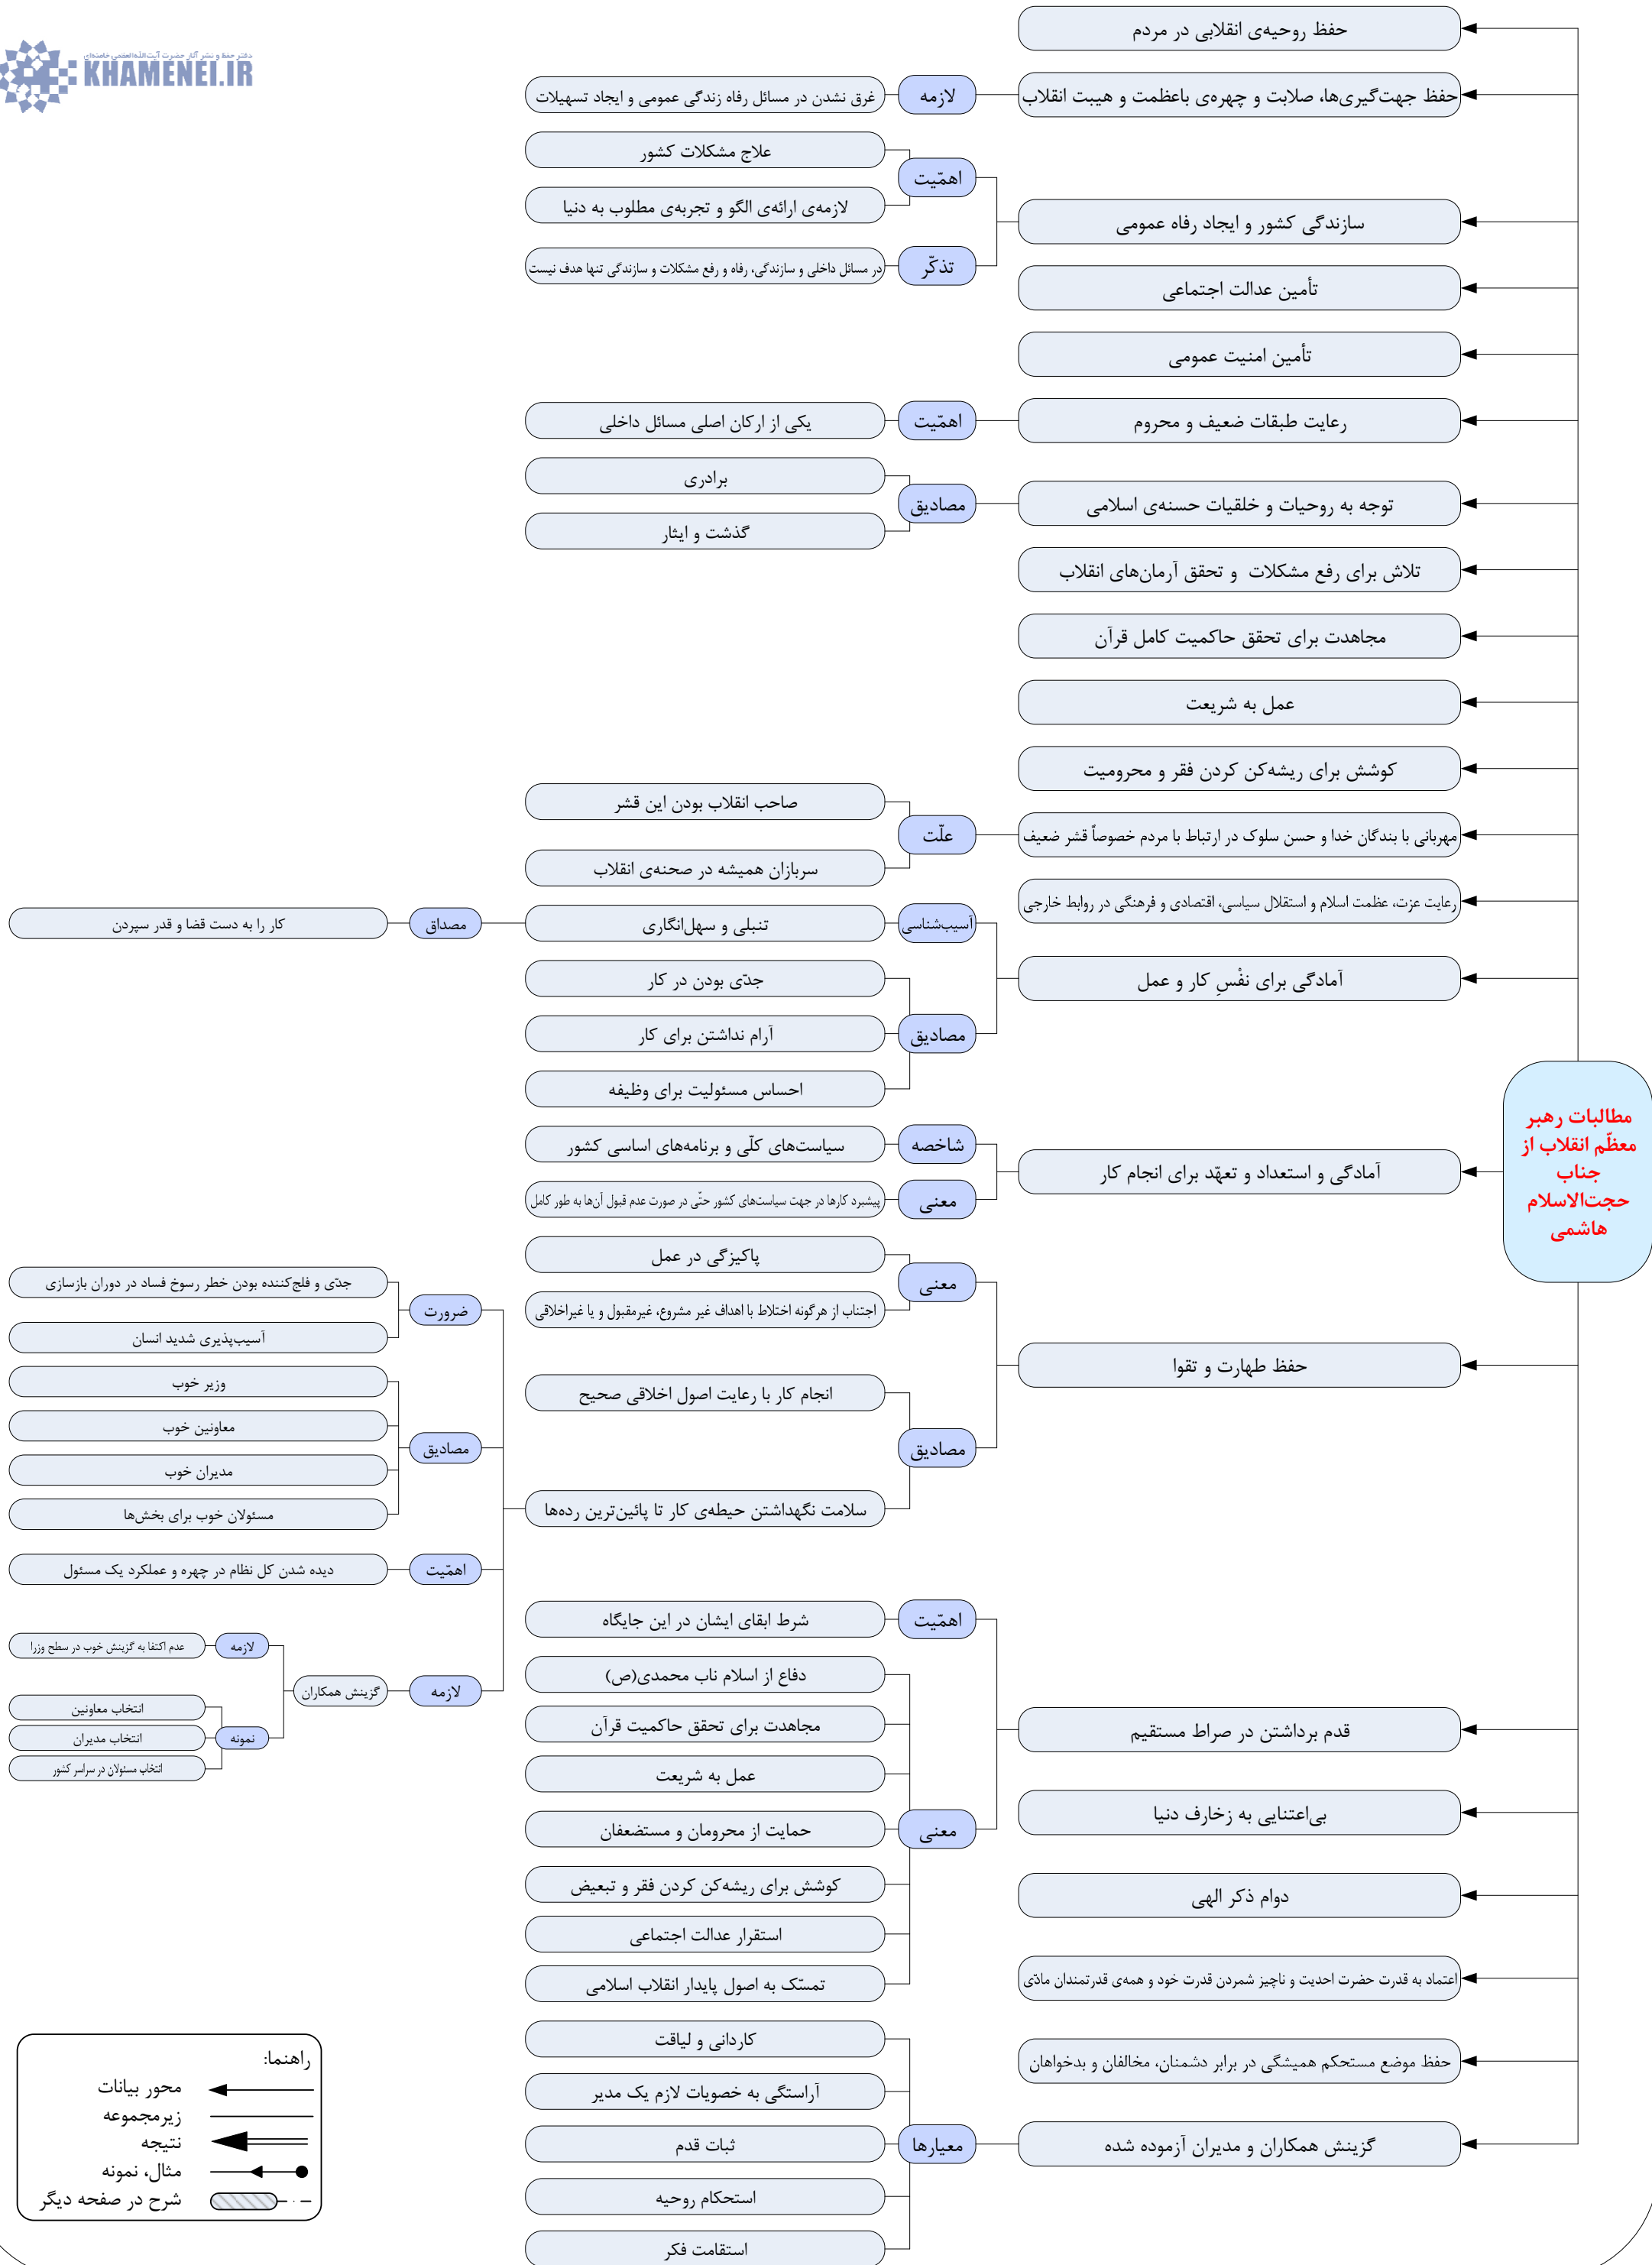 دفتر حفظ و نشر آثار حضرت آیت‌الله‌العظمی خامنه‌ای
KHAMENEI.IR
مطالبات رهبر
معظّم انقلاب از
جناب
حجت‌الاسلام
هاشمی
حفظ روحیه‌ی انقلابی در مردم
حفظ جهت‌گیری‌ها، صلابت و چهره‌ی باعظمت و هیبت انقلاب
لازمه
غرق نشدن در مسائل رفاه زندگی عمومی و ایجاد تسهیلات
سازندگی کشور و ایجاد رفاه عمومی
اهمّیت
علاج مشکلات کشور
لازمه‌ی ارائه‌ی الگو و تجربه‌ی مطلوب به دنیا
تذکّر
در مسائل داخلی و سازندگی، رفاه و رفع مشکلات و سازندگی تنها هدف نیست
تأمین عدالت اجتماعی
تأمین امنیت عمومی
رعایت طبقات ضعیف و محروم
اهمّیت
یکی از ارکان اصلی مسائل داخلی
توجه به روحیات و خلقیات حسنه‌ی اسلامی
مصادیق
برادری
گذشت و ایثار
تلاش برای رفع مشکلات و تحقق آرمان‌های انقلاب
مجاهدت برای تحقق حاکمیت کامل قرآن
عمل به شریعت
کوشش برای ریشه‌کن کردن فقر و محرومیت
مهربانی با بندگان خدا و حسن سلوک در ارتباط با مردم خصوصاً قشر ضعیف
علّت
صاحب انقلاب بودن این قشر
سربازان همیشه در صحنه‌ی انقلاب
رعایت عزت، عظمت اسلام و استقلال سیاسی، اقتصادی و فرهنگی در روابط خارجی
آمادگی برای نفْسِ کار و عمل
آسیب‌شناسی
تنبلی و سهل‌انگاری
مصداق
کار را به دست قضا و قدر سپردن
مصادیق
جدّی بودن در کار
آرام نداشتن برای کار
احساس مسئولیت برای وظیفه
آمادگی و استعداد و تعهّد برای انجام کار
شاخصه
سیاست‌های کلّی و برنامه‌های اساسی کشور
معنی
پیشبرد کارها در جهت سیاست‌های کشور حتّی در صورت عدم قبول آن‌ها به طور کامل
حفظ طهارت و تقوا
معنی
پاکیزگی در عمل
اجتناب از هرگونه اختلاط با اهداف غیر مشروع، غیرمقبول و یا غیراخلاقی
مصادیق
انجام کار با رعایت اصول اخلاقی صحیح
سلامت نگهداشتن حیطه‌ی کار تا پائین‌ترین رده‌ها
ضرورت
جدّی و فلج‌کننده بودن خطر رسوخ فساد در دوران بازسازی
آسیب‌پذیری شدید انسان
مصادیق
وزیر خوب
معاونین خوب
مدیران خوب
مسئولان خوب برای بخش‌ها
اهمّیت
دیده شدن کل نظام در چهره و عملکرد یک مسئول
لازمه
گزینش همکاران
لازمه
عدم اکتفا به گزینش خوب در سطح وزرا
نمونه
انتخاب معاونین
انتخاب مدیران
انتخاب مسئولان در سراسر کشور
قدم برداشتن در صراط مستقیم
اهمّیت
شرط ابقای ایشان در این جایگاه
معنی
دفاع از اسلام ناب محمدی(ص)
مجاهدت برای تحقق حاکمیت قرآن
عمل به شریعت
حمایت از محرومان و مستضعفان
کوشش برای ریشه‌کن کردن فقر و تبعیض
استقرار عدالت اجتماعی
تمسّک به اصول پایدار انقلاب اسلامی
بی‌اعتنایی به زخارف دنیا
دوام ذکر الهی
اعتماد به قدرت حضرت احدیت و ناچیز شمردن قدرت خود و همه‌ی قدرتمندان مادّی
حفظ موضع مستحکم همیشگی در برابر دشمنان، مخالفان و بدخواهان
گزینش همکاران و مدیران آزموده شده
معیارها
کاردانی و لیاقت
آراستگی به خصویات لازم یک مدیر
ثبات قدم
استحکام روحیه
استقامت فکر
راهنما:
محور بیانات
زیرمجموعه
نتیجه
مثال، نمونه
شرح در صفحه دیگر